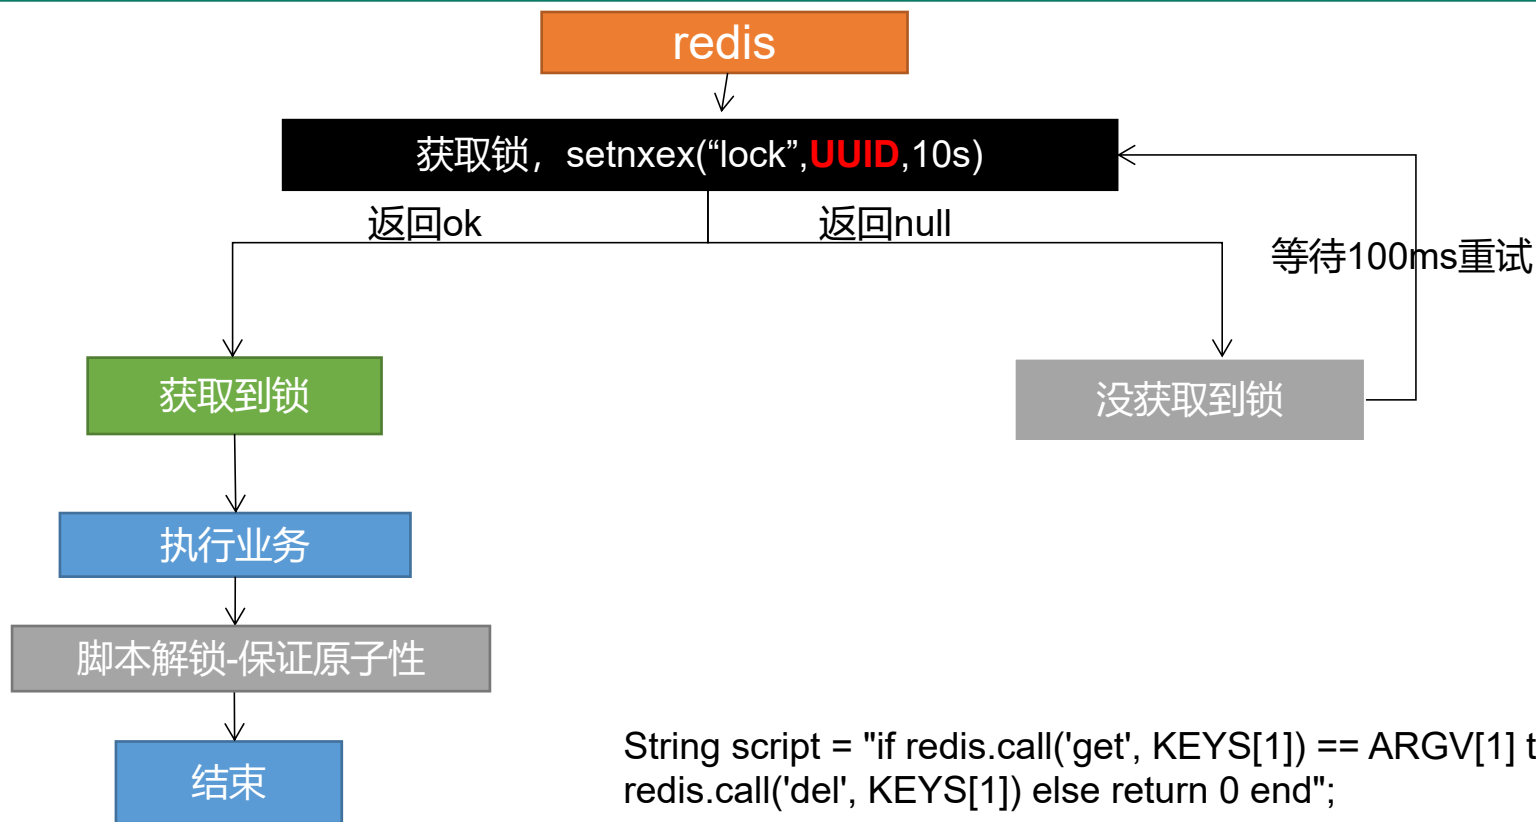 redis
获取锁，setnxex(“lock”,UUID,10s)
返回ok
返回null
等待100ms重试
获取到锁
没获取到锁
执行业务
脚本解锁-保证原子性
结束
String script = "if redis.call('get', KEYS[1]) == ARGV[1] t
redis.call('del', KEYS[1]) else return 0 end";